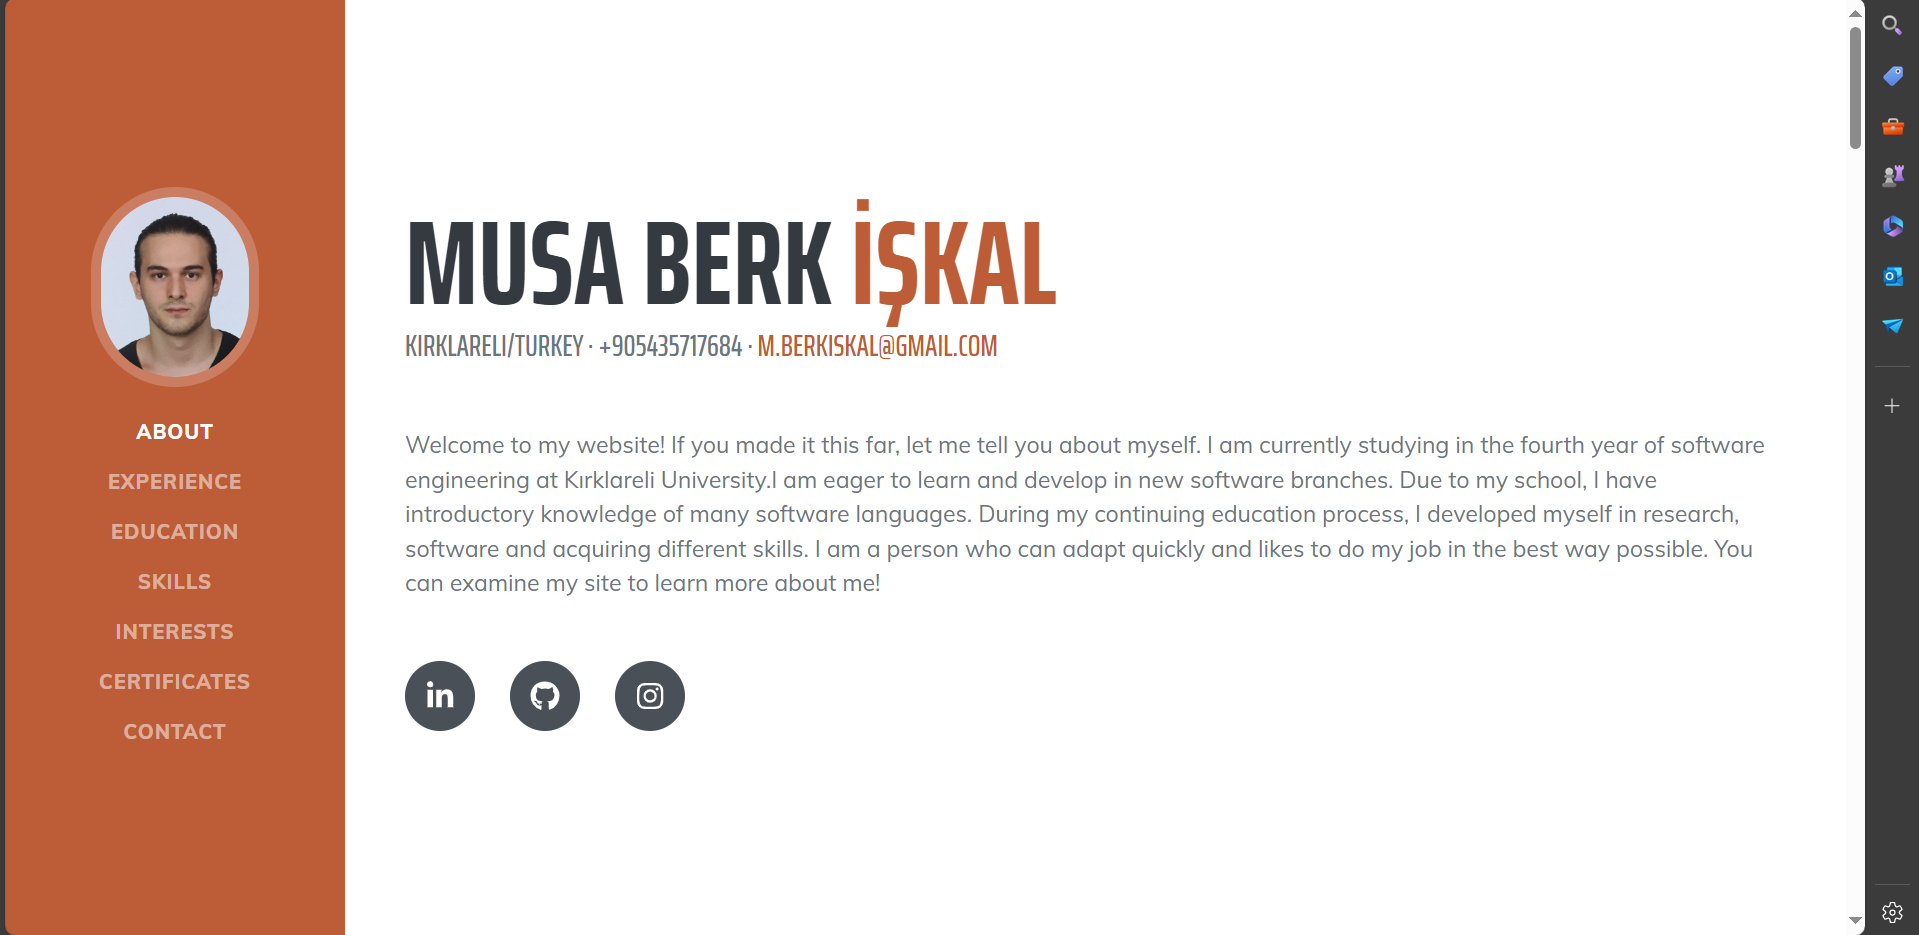 ABOUT
EXPERIENCE
EDUCATION
SKILLS
INTERESTS
CERTIFICATES
CONTACT
MUSA BERK İŞKAL
KIRKLARELI/TURKEY · +905435717684 · M.BERKISKAL@GMAIL.COM
Welcome to my website! If you made it this far, let me tell you about myself. I am currently studying in the fourth year of software
engineering at Kırklareli University.I am eager to learn and develop in new software branches. Due to my school, I have
introductory knowledge of many software languages. During my continuing education process, I developed myself in research,
software and acquiring different skills. I am a person who can adapt quickly and likes to do my job in the best way possible. You
can examine my site to learn more about me!